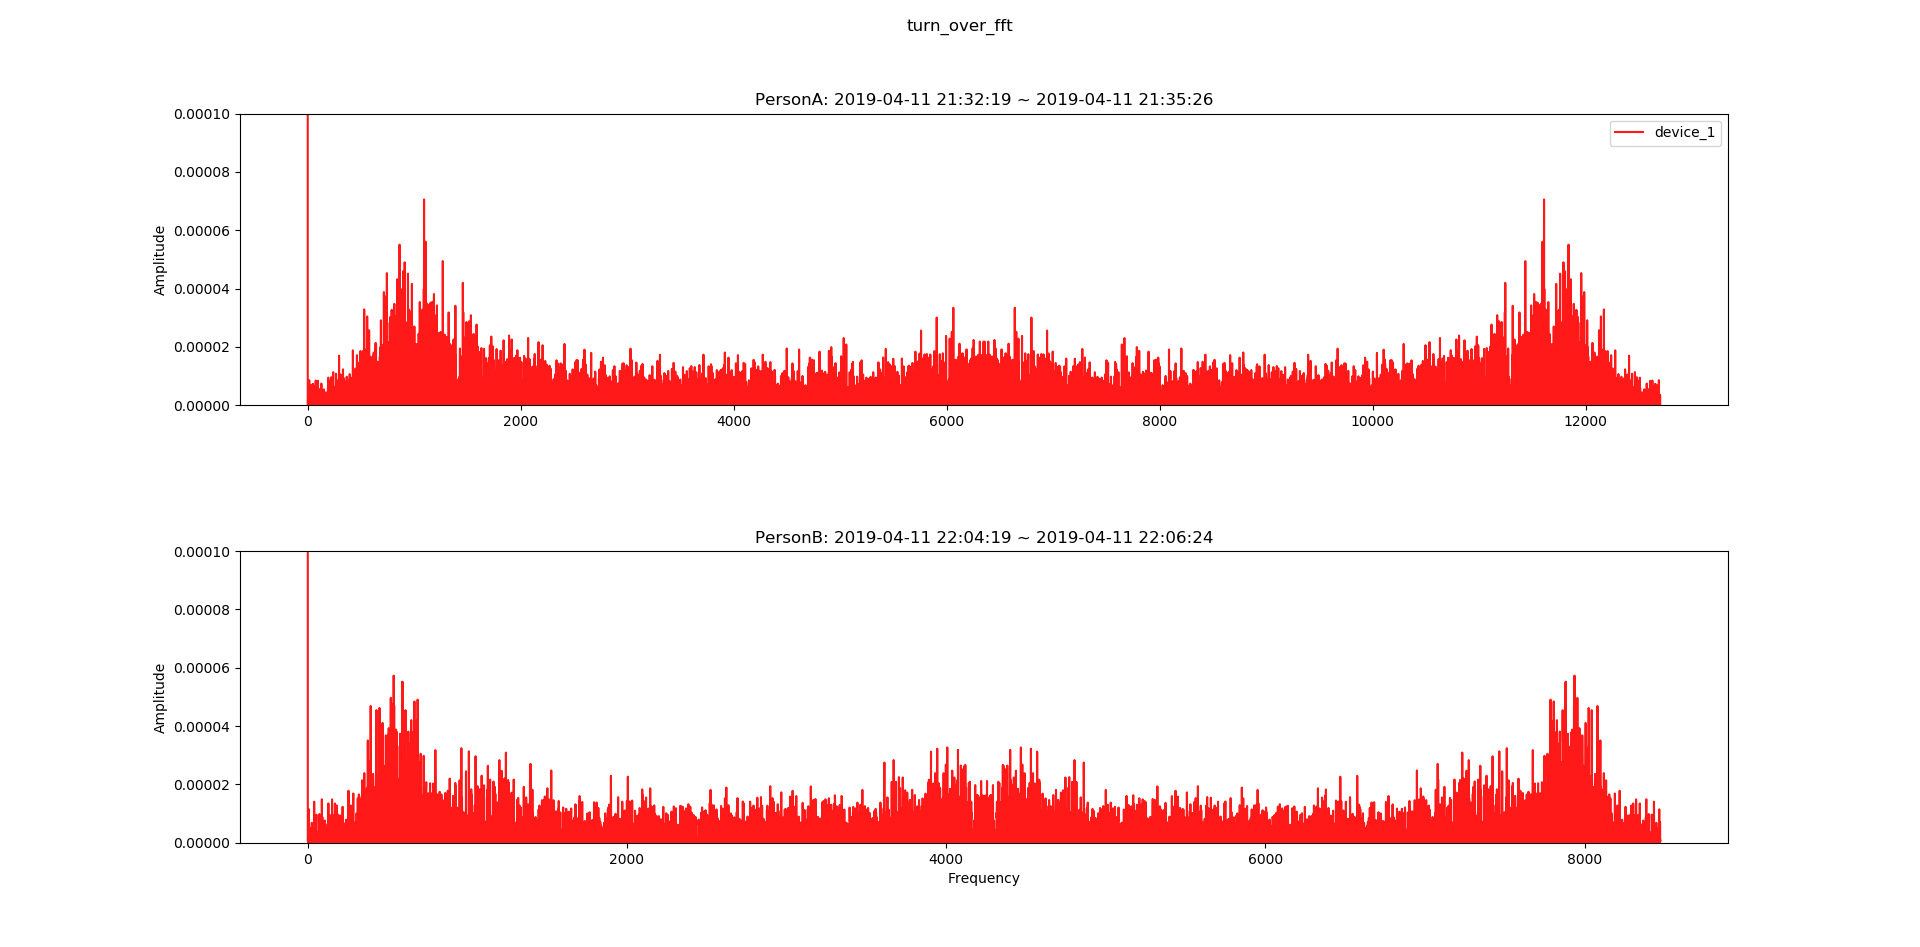 turn_over_fft
PersonA: 2019-04-11 21:32:19 ~ 2019-04-11 21:35:26
device_1
Amplitude
0.00010
0.00008
0.00006
0.00004
0.00002
0.00000
0 2000 4000 6000 8000 10000 12000
PersonB: 2019-04-11 22:04:19 ~ 2019-04-11 22:06:24
Amplitude
0.00010
0.00008
0.00006
0.00004
0.00002
0.00000
0 2000 4000 6000 8000
Frequency